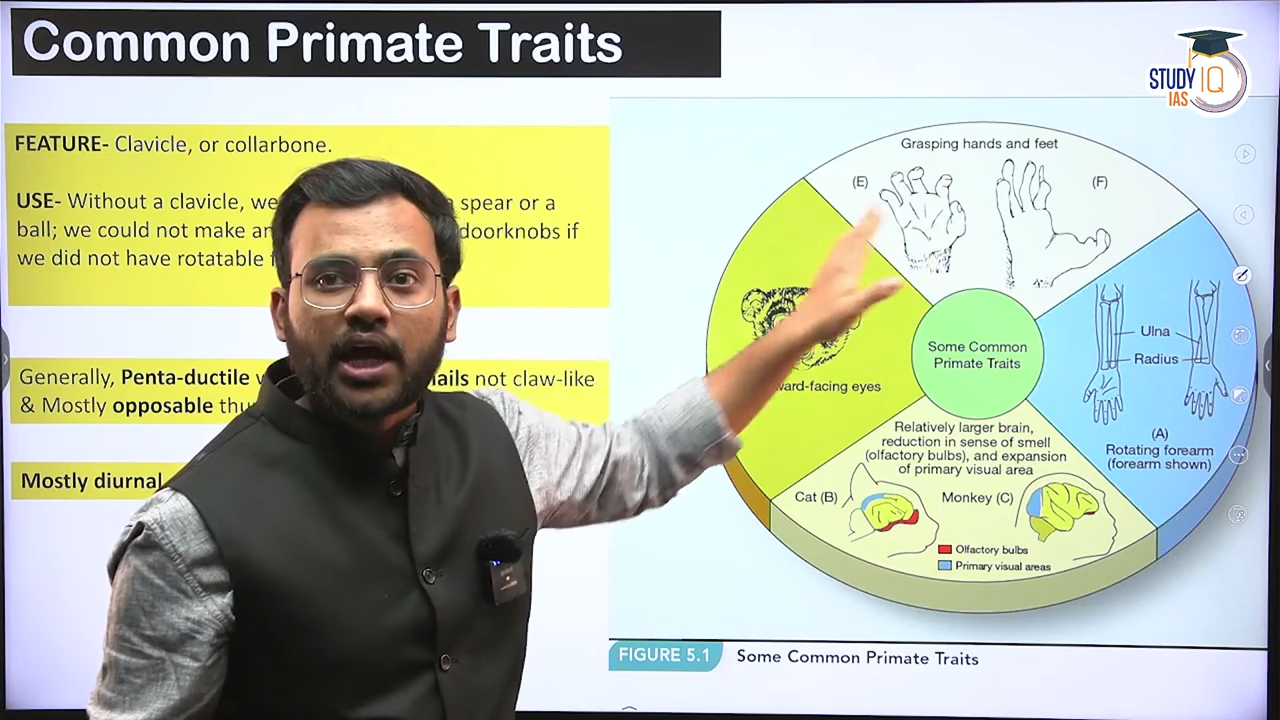 Common Primate Traits
STUDY IQ
IAS
FEATURE- Clavicle, or collarbone.
USE- Without a clavicle, we spear or a
ball; we could not make an doorknobs if
we did not have rotatable
Generally, Penta-ductile nails not claw-like
& Mostly opposable
Mostly diurnal
Grasping hands and feet
(E)
(F)
Ulna
Radius
(A)
Rotating forearm
(forearm shown)
Some Common
Primate Traits
ward-facing eyes
Relatively larger brain,
reduction in sense of smell
(olfactory bulbs), and expansion
of primary visual area
Cat (B)
Monkey (C)
Olfactory bulbs
Primary visual areas
FIGURE 5.1 Some Common Primate Traits